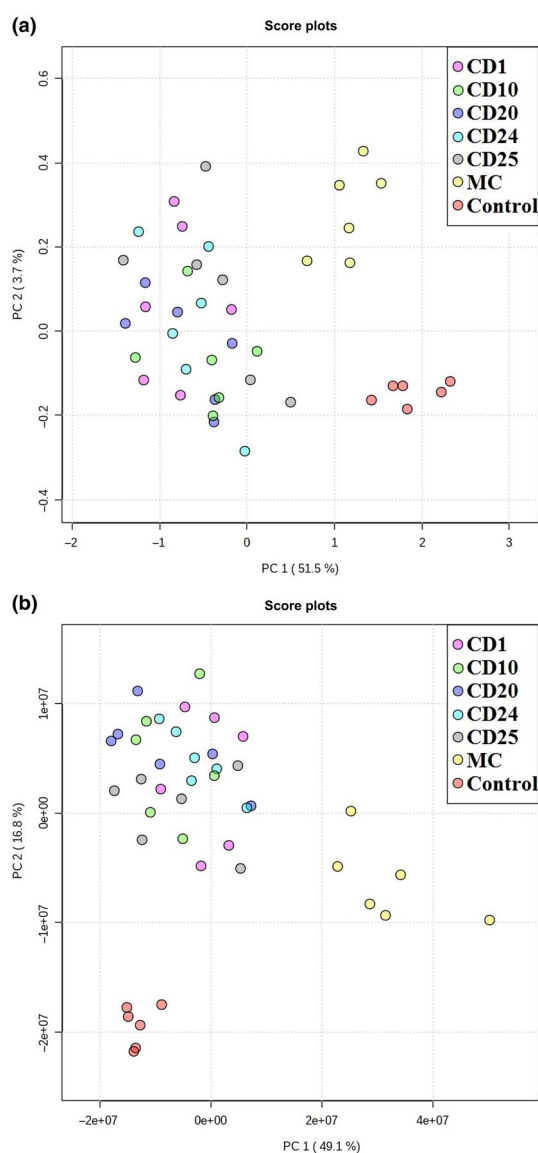 (a)
Score plots
CD1
CD10
CD20
CD24
CD25
MC
Control
0.6
0.4
0.2
0.0
−0.2
−0.4
PC 2 ( 3.7 %)
−2 −1 0 1 2 3
PC 1 ( 51.5 %)
(b)
Score plots
CD1
CD10
CD20
CD24
CD25
MC
Control
1e+07
0e+00
−1e+07
−2e+07
PC 2 ( 16.8 %)
−2e+07 0e+00 2e+07 4e+07
PC 1 ( 49.1 %)